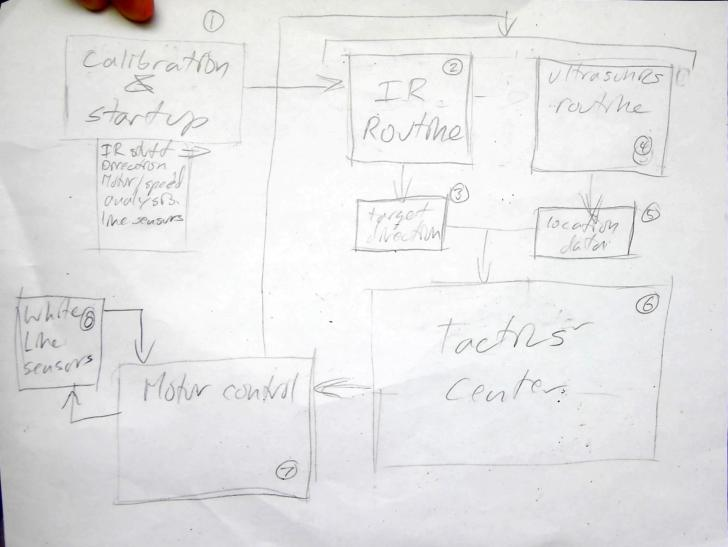 ①
Calibration
&
startup
IR
Direction
Motor/speed
analysis
line sensors
②
IR
Routine
ultrasonics
routine
④
③
target
direction
⑤
location
data
⑥
Tactics
Center
White
Line
sensors
⑧
Motor control
⑦